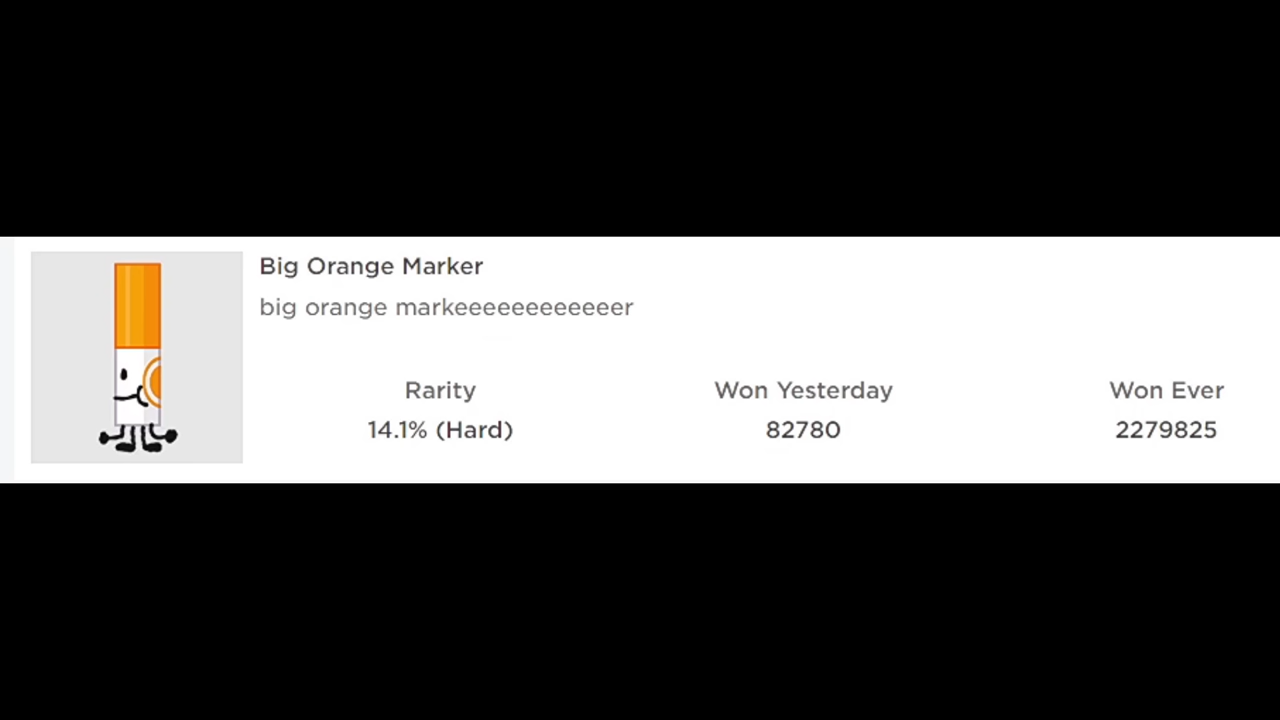 Big Orange Marker
big orange markeeeeeeeeeeeer
Rarity Won Yesterday Won Ever
14.1% (Hard) 82780 2279825